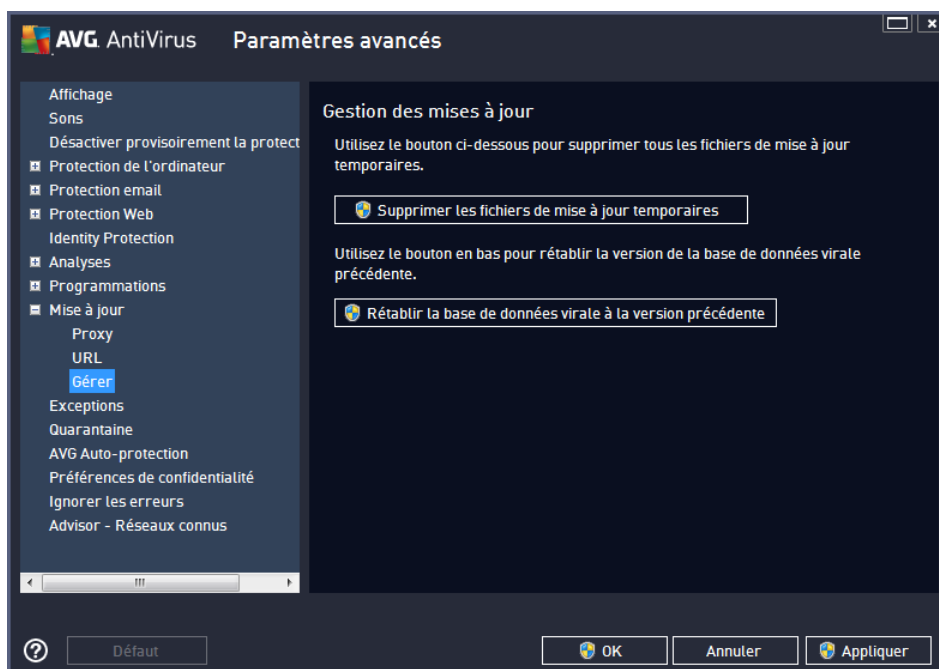 AVG. AntiVirus Paramètres avancés
Affichage
Sons
Désactiver provisoirement la protect
Protection de l'ordinateur
Protection email
Protection Web
Identity Protection
Analyses
Programmations
Mise à jour
Proxy
URL
Gérer
Exceptions
Quarantaine
AVG Auto-protection
Préférences de confidentialité
Ignorer les erreurs
Advisor - Réseaux connus
Gestion des mises à jour
Utilisez le bouton ci-dessous pour supprimer tous les fichiers de mise à jour
temporaires.
Supprimer les fichiers de mise à jour temporaires
Utilisez le bouton en bas pour rétablir la version de la base de données virale
précédente.
Rétablir la base de données virale à la version précédente
Défaut
OK
Annuler
Appliquer